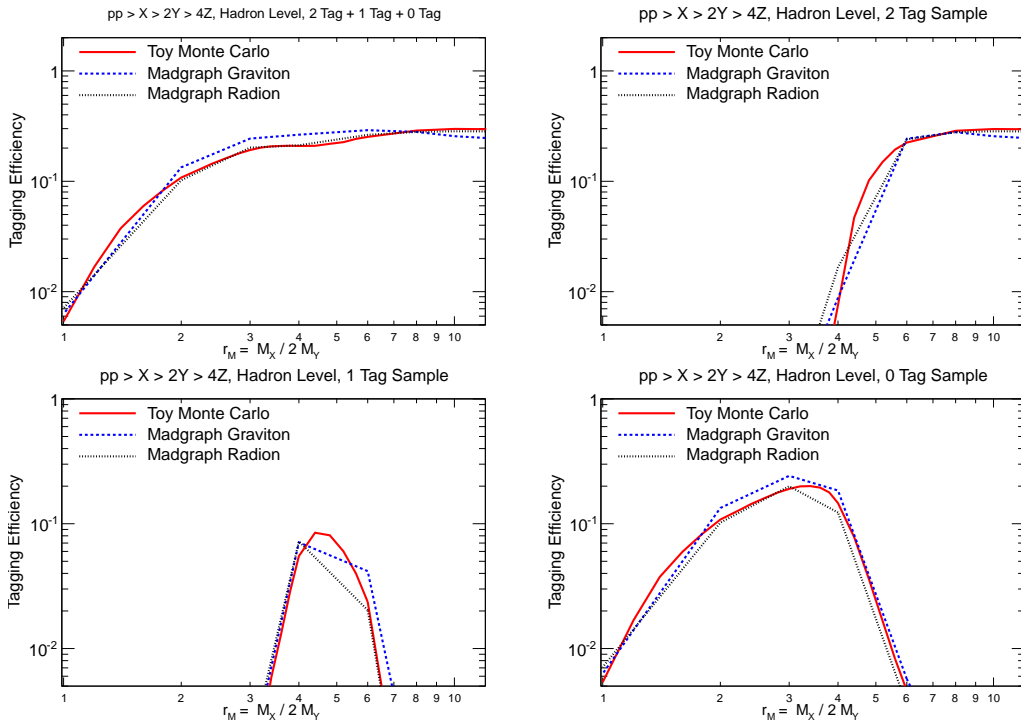 pp > X > 2Y > 4Z, Hadron Level, 2 Tag + 1 Tag + 0 Tag
Toy Monte Carlo
Madgraph Graviton
Madgraph Radion
Tagging Efficiency
1
10^-1
10^-2
1 2 3 4 5 6 7 8 9 10
r_M = M_X / 2 M_Y
pp > X > 2Y > 4Z, Hadron Level, 2 Tag Sample
Toy Monte Carlo
Madgraph Graviton
Madgraph Radion
Tagging Efficiency
1
10^-1
10^-2
1 2 3 4 5 6 7 8 9 10
r_M = M_X / 2 M_Y
pp > X > 2Y > 4Z, Hadron Level, 1 Tag Sample
Toy Monte Carlo
Madgraph Graviton
Madgraph Radion
Tagging Efficiency
1
10^-1
10^-2
1 2 3 4 5 6 7 8 9 10
r_M = M_X / 2 M_Y
pp > X > 2Y > 4Z, Hadron Level, 0 Tag Sample
Toy Monte Carlo
Madgraph Graviton
Madgraph Radion
Tagging Efficiency
1
10^-1
10^-2
1 2 3 4 5 6 7 8 9 10
r_M = M_X / 2 M_Y